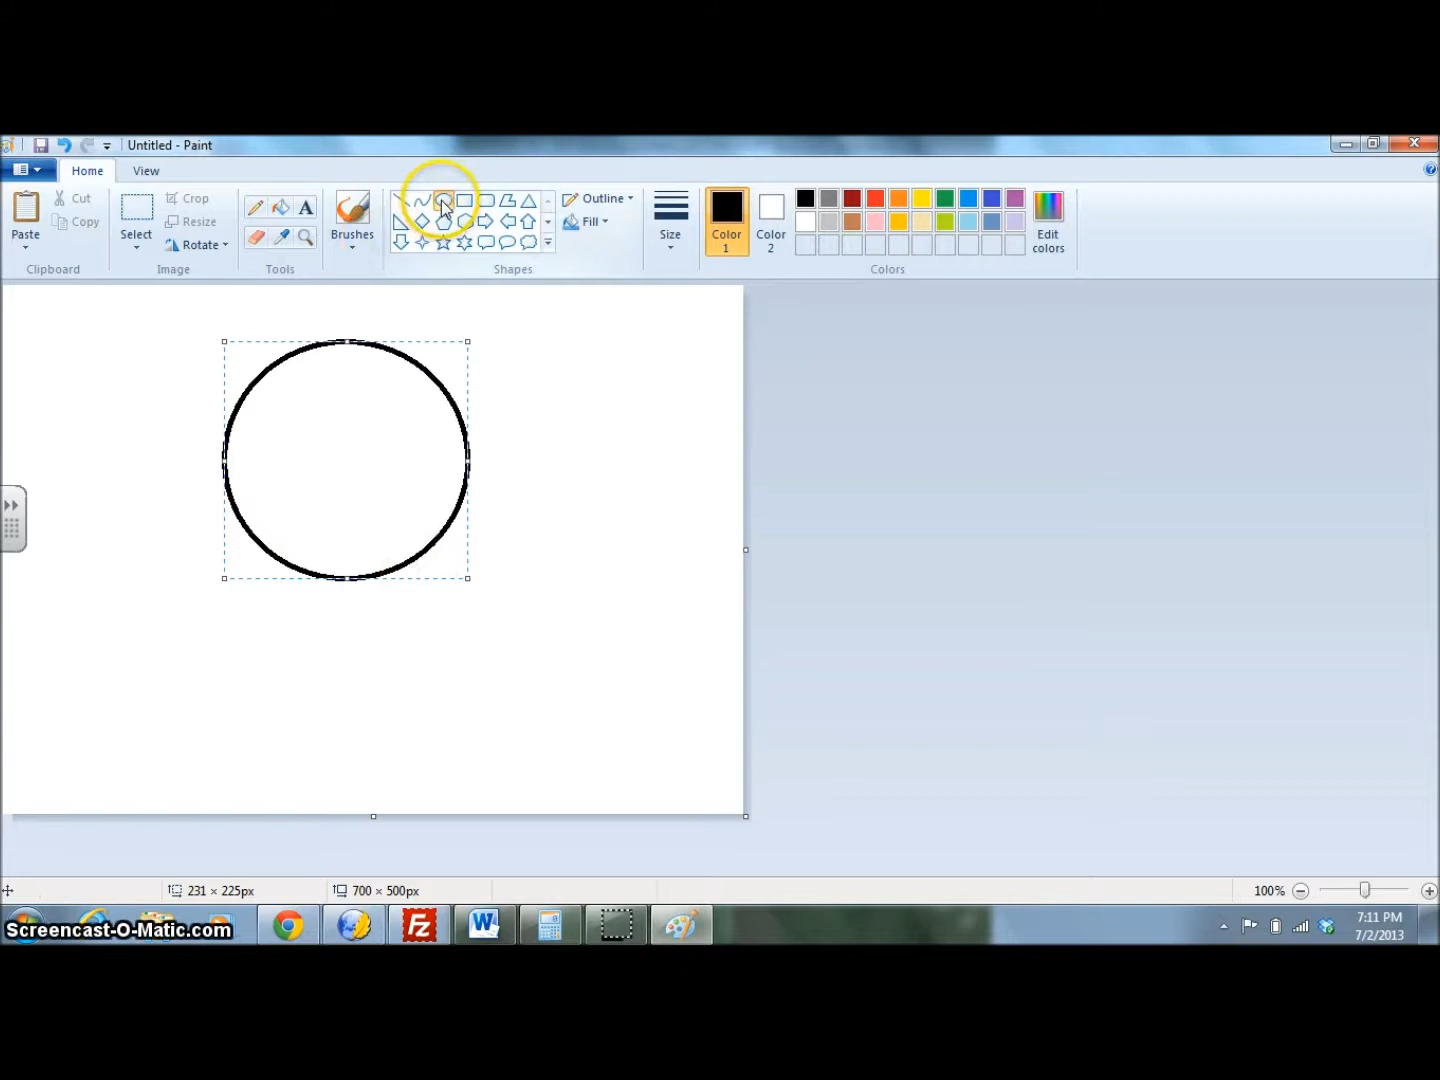 Untitled - Paint
Home View
Paste
Cut
Copy
Clipboard
Select
Crop
Resize
Rotate
Image
A
Tools
Brushes
Outline
Fill
Shapes
Size
Color 1
Color 2
Edit colors
Colors
231 × 225px
700 × 500px
100%
Screencast-O-Matic.com
Fz
W
7:11 PM
7/2/2013